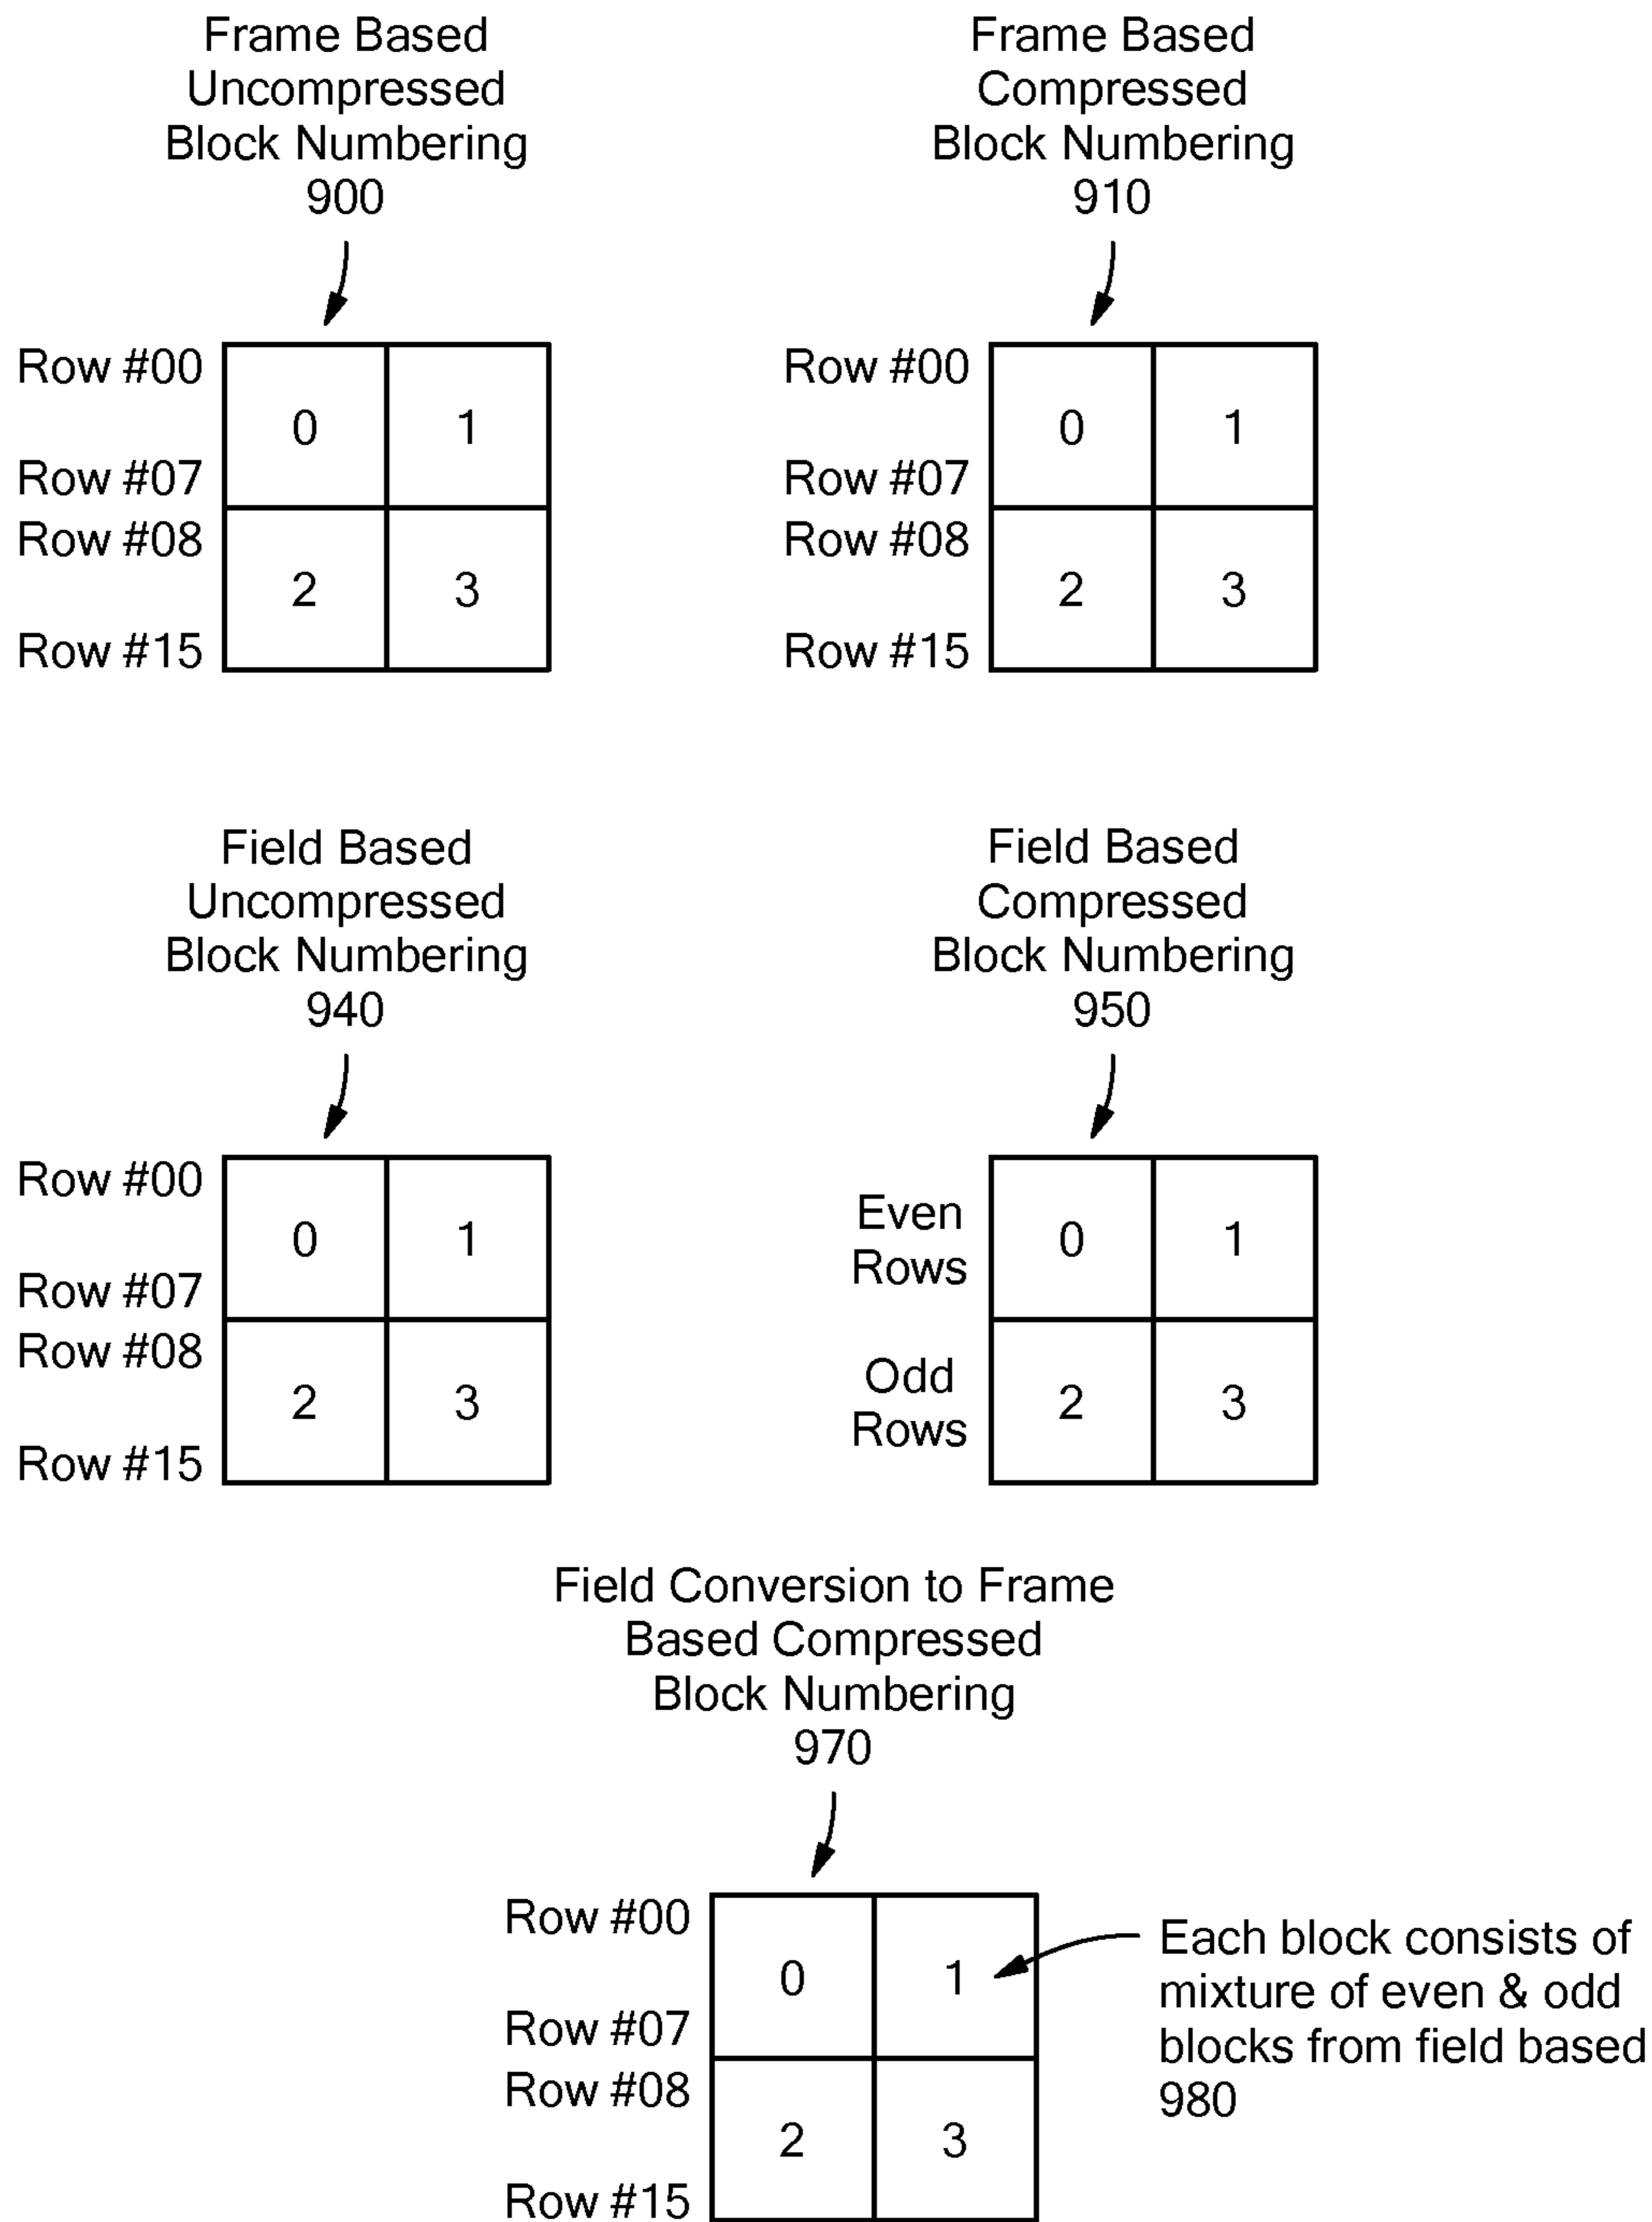 Frame Based
Uncompressed
Block Numbering
900
Row #00
0 1
Row #07
Row #08
2 3
Row #15
Frame Based
Compressed
Block Numbering
910
Row #00
0 1
Row #07
Row #08
2 3
Row #15
Field Based
Uncompressed
Block Numbering
940
Row #00
0 1
Row #07
Row #08
2 3
Row #15
Field Based
Compressed
Block Numbering
950
Even
Rows
0 1
Odd
Rows
2 3
Field Conversion to Frame
Based Compressed
Block Numbering
970
Row #00
0 1
Row #07
Row #08
2 3
Row #15
Each block consists of
mixture of even & odd
blocks from field based
980